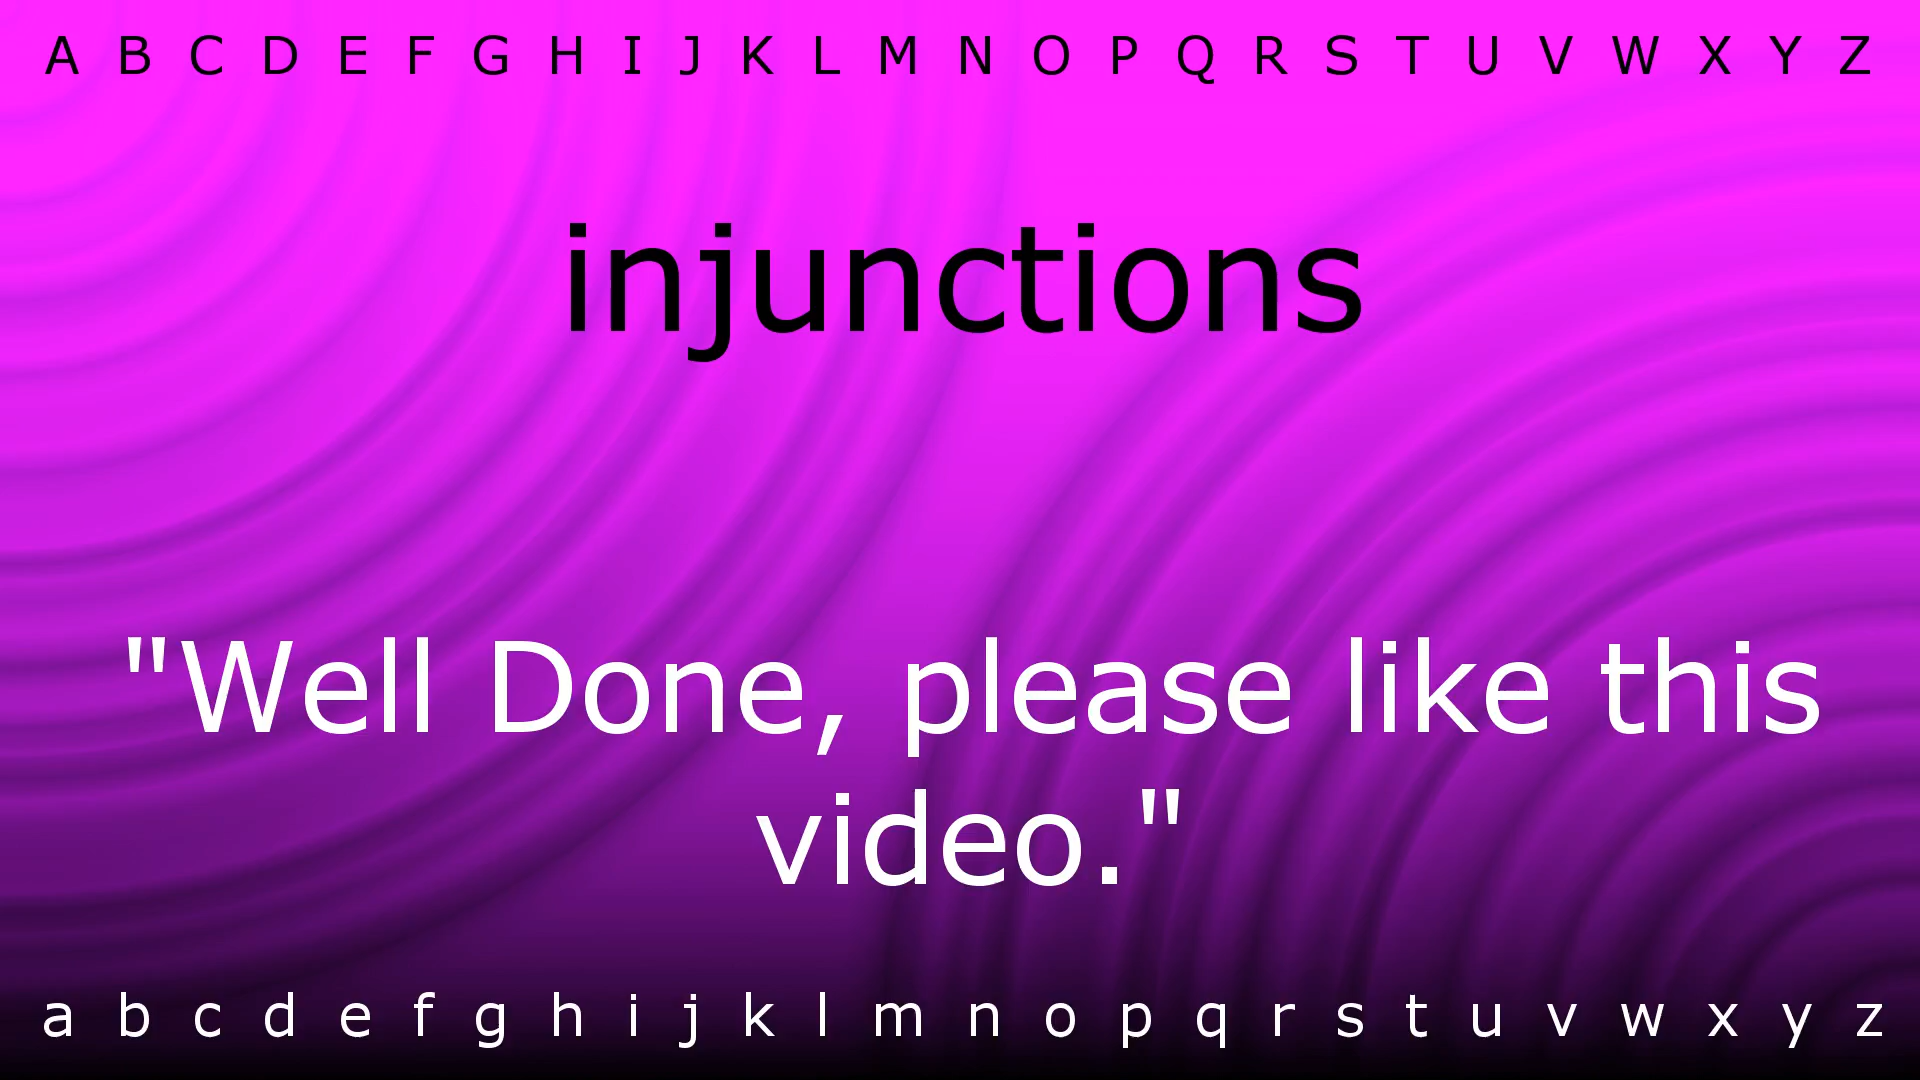 A B C D E F G H I J K L M N O P Q R S T U V W X Y Z
injunctions
"Well Done, please like this
video."
a b c d e f g h i j k l m n o p q r s t u v w x y z